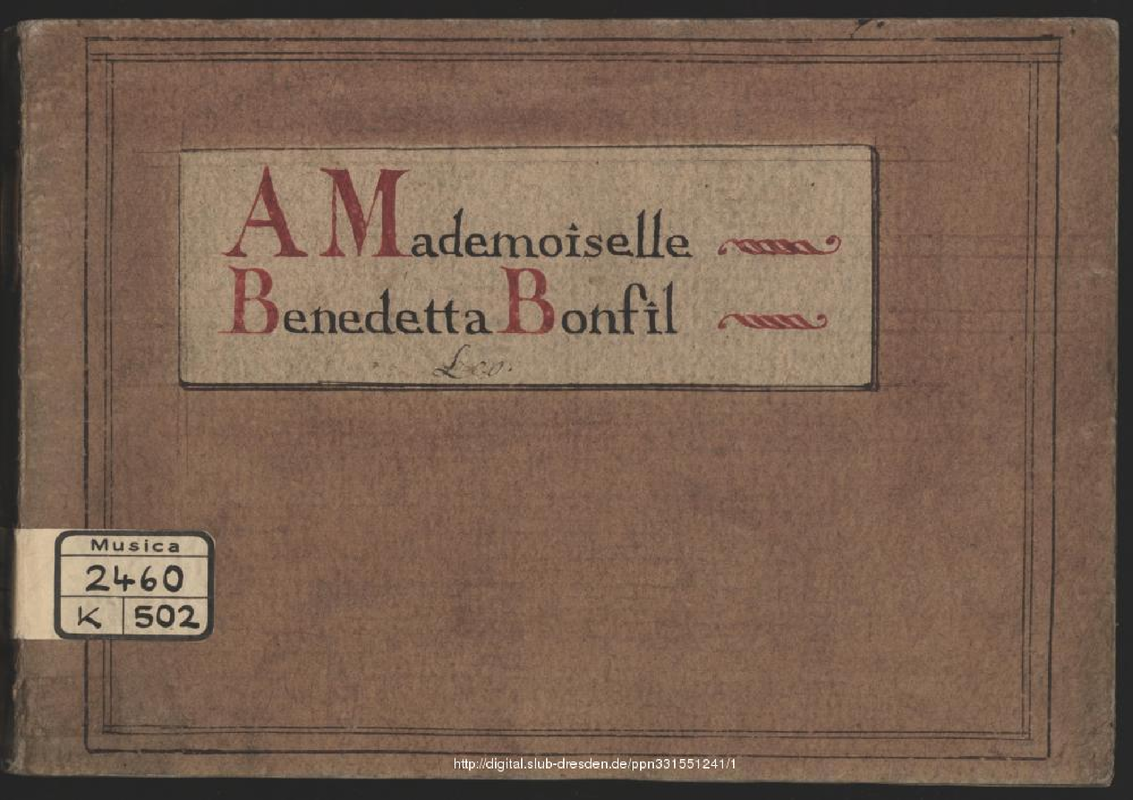 A Mademoiselle
Benedetta Bonfil
Leo.
Musica
2460
K 502
http://digital.slub-dresden.de/ppn331551241/1